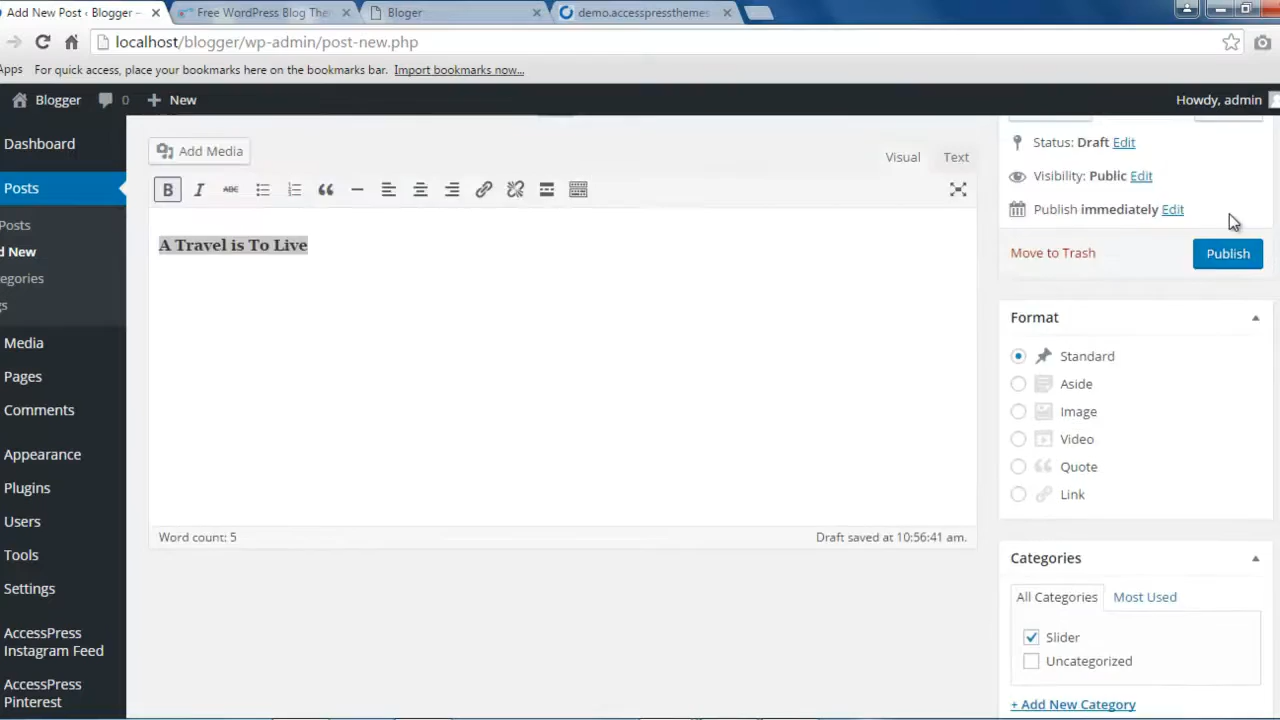 Add New Post ‹ Blogger –
Free WordPress Blog The
Bloger
demo.accesspressthemes
localhost/blogger/wp-admin/post-new.php
Apps
For quick access, place your bookmarks here on the bookmarks bar. Import bookmarks now...
Blogger
0
New
Howdy, admin
Dashboard
Posts
Posts
d New
egories
gs
Media
Pages
Comments
Appearance
Plugins
Users
Tools
Settings
AccessPress
Instagram Feed
AccessPress
Pinterest
Add Media
Visual Text
B I ABC
A Travel is To Live
Word count: 5
Draft saved at 10:56:41 am.
Status: Draft Edit
Visibility: Public Edit
Publish immediately Edit
Move to Trash
Publish
Format
Standard
Aside
Image
Video
Quote
Link
Categories
All Categories Most Used
Slider
Uncategorized
+ Add New Category